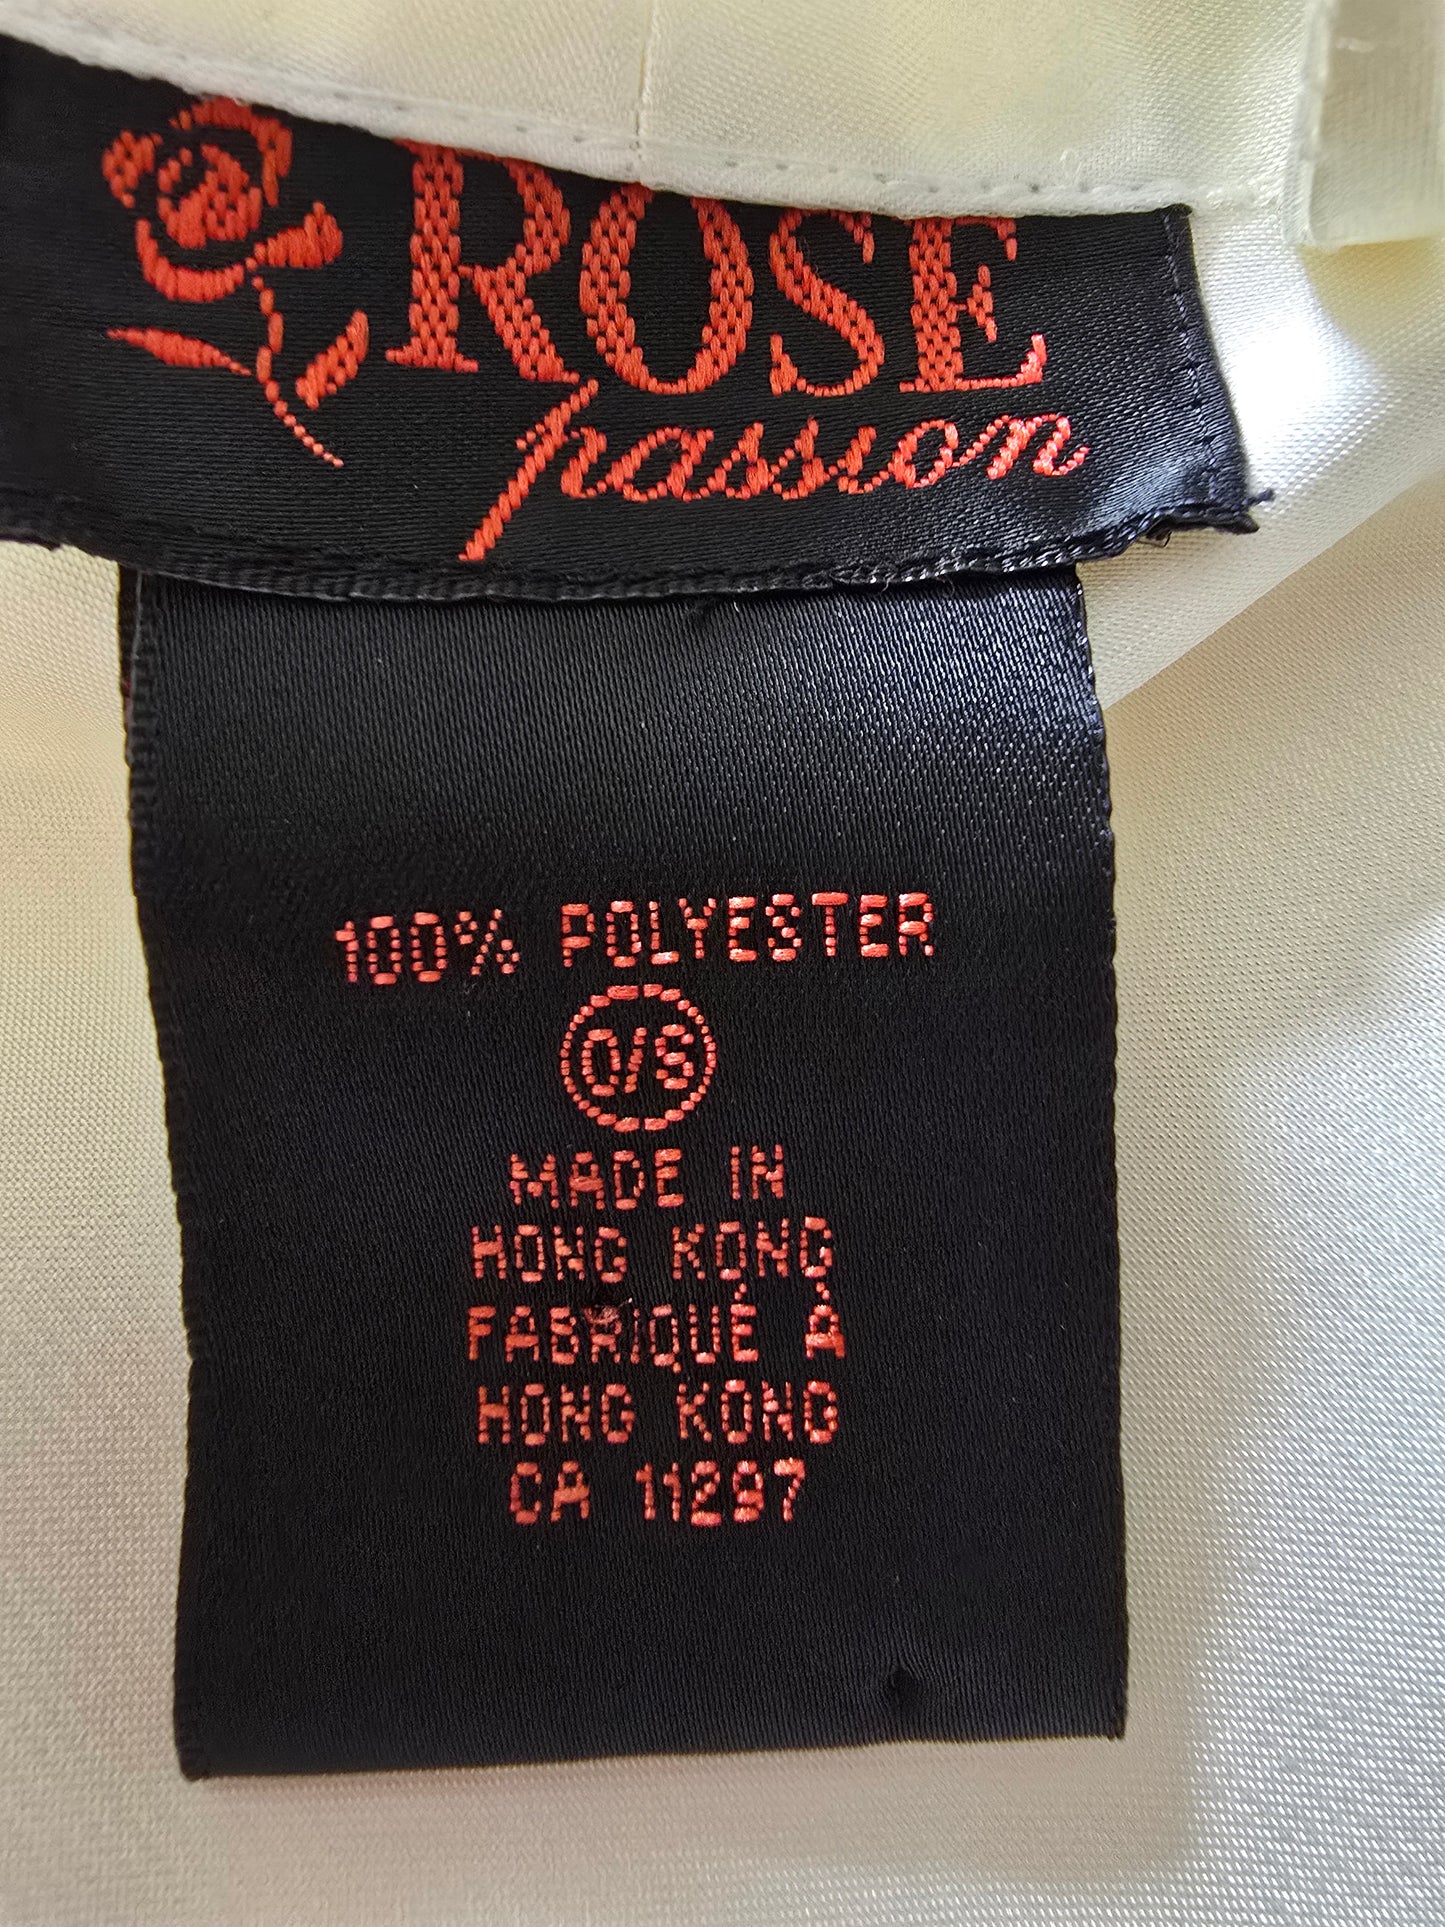 ROSE
passion
100% POLYESTER
O/S
MADE IN
HONG KONG
FABRIQUÉ À
HONG KONG
CA 11297